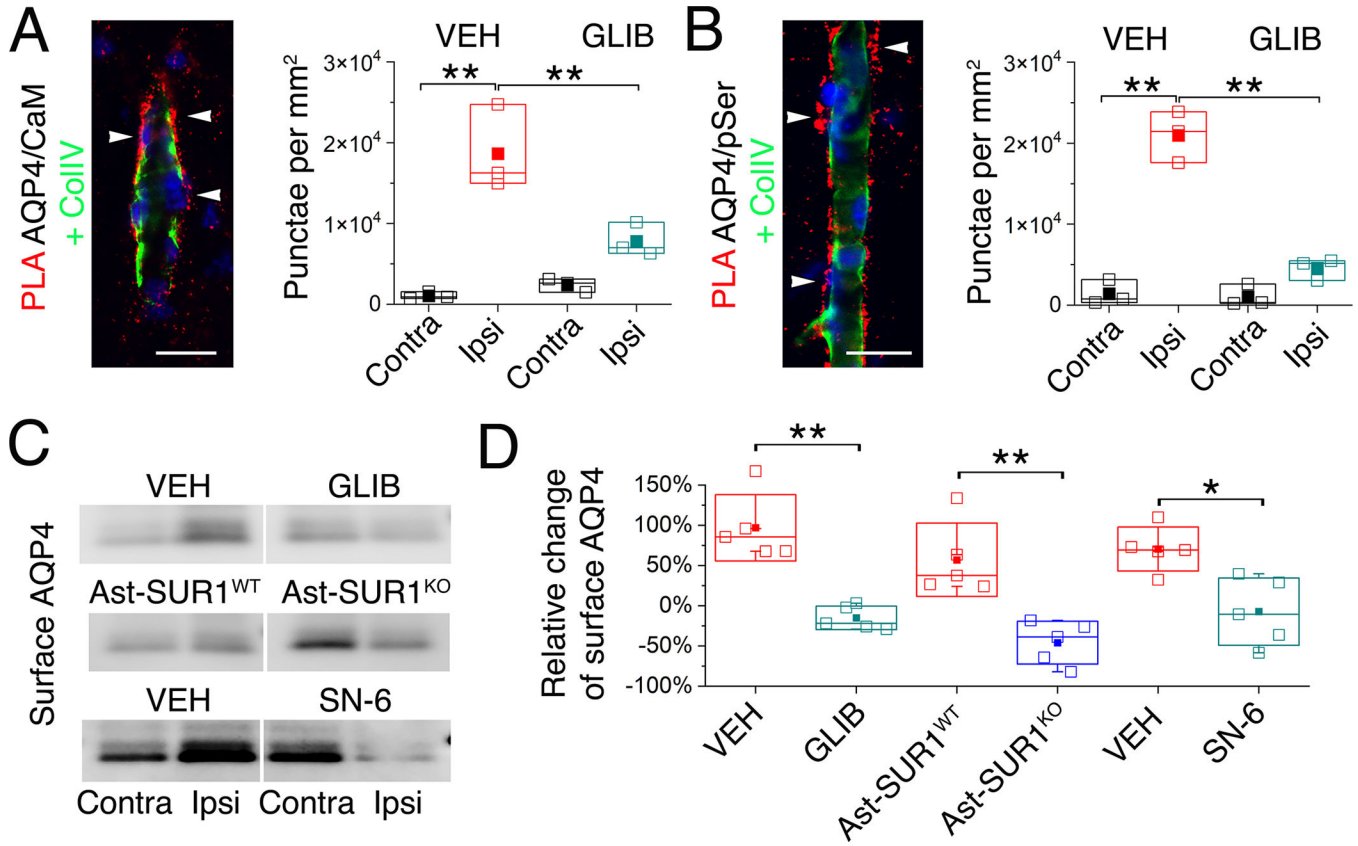 A
PLA AQP4/CaM
+ ColIV
Punctae per mm²
VEH GLIB
** **
3×10⁴
2×10⁴
1×10⁴
0
Contra Ipsi Contra Ipsi
B
PLA AQP4/pSer
+ ColIV
Punctae per mm²
VEH GLIB
** **
3×10⁴
2×10⁴
1×10⁴
0
Contra Ipsi Contra Ipsi
C
Surface AQP4
VEH GLIB
Ast-SUR1ᵂᵀ Ast-SUR1ᴷᴼ
VEH SN-6
Contra Ipsi Contra Ipsi
D
Relative change
of surface AQP4
** ** *
150%
100%
50%
0%
-50%
-100%
VEH GLIB Ast-SUR1ᵂᵀ Ast-SUR1ᴷᴼ VEH SN-6